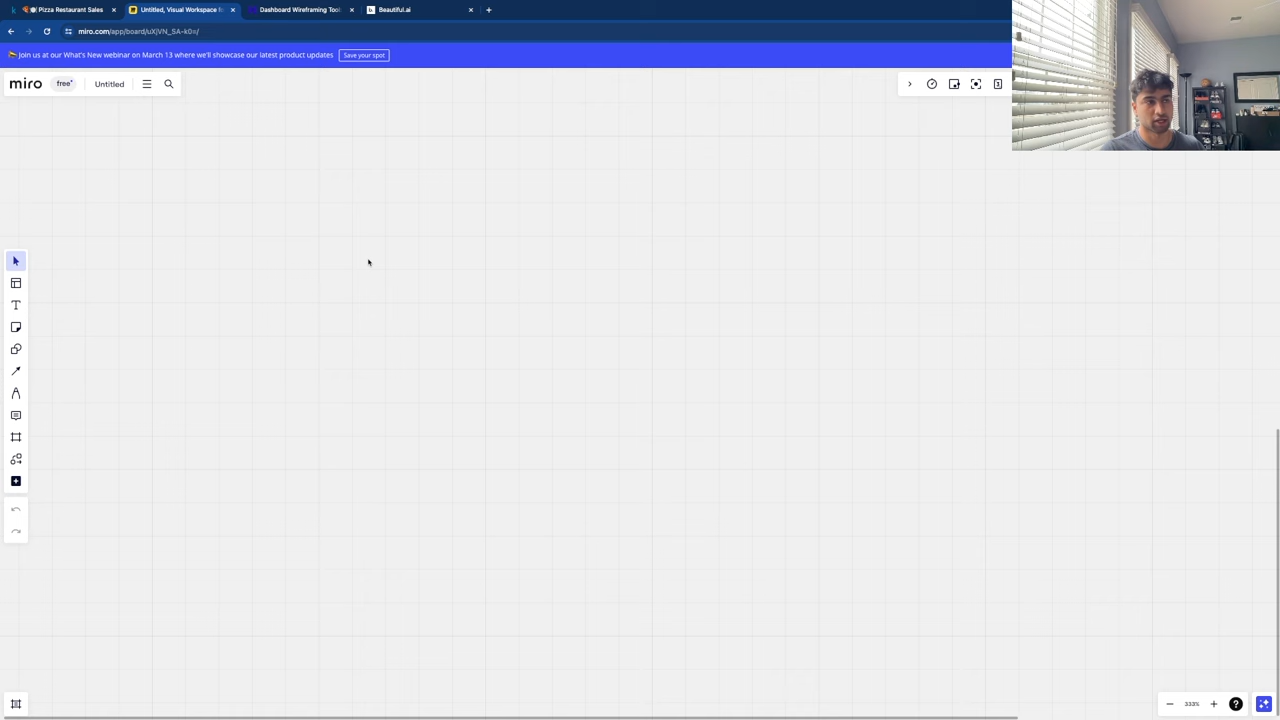 Pizza Restaurant Sales
Untitled, Visual Workspace f
Dashboard Wireframing Tool:
Beautiful.ai
miro.com/app/board/uXjVN_SA-k0=/
Join us at our What's New webinar on March 13 where we'll showcase our latest product updates
Save your spot
miro
free
Untitled
333%